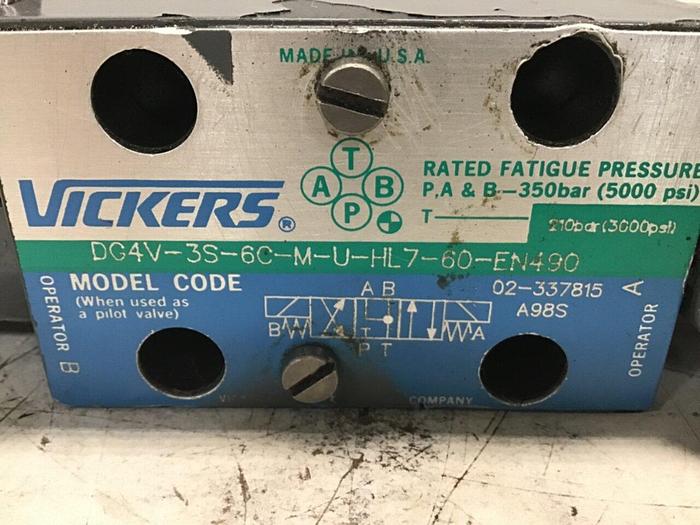 MADE IN U.S.A.
T
A B
P
VICKERS®
RATED FATIGUE PRESSURE
P,A & B—350bar (5000 psi)
T 210bar (3000psi)
DG4V-3S-6C-M-U-HL7-60-EN490
MODEL CODE
(When used as
a pilot valve)
02-337815
A98S
OPERATOR B
OPERATOR A
A B
B A
T
P T
COMPANY